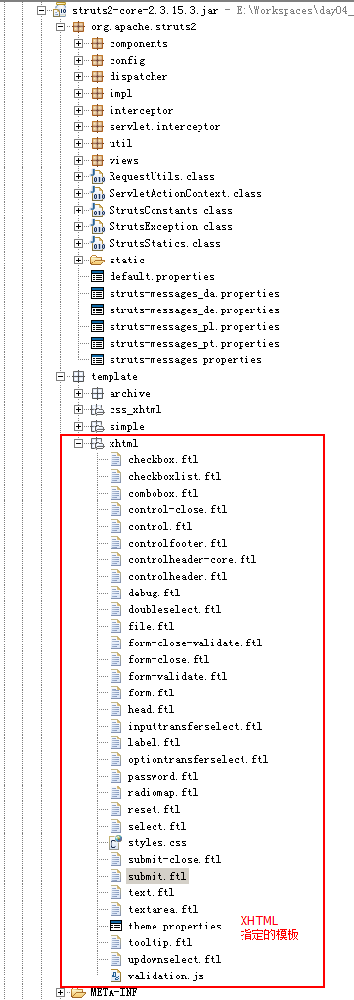 struts2-core-2.3.15.3.jar - E:\Workspaces\day04_
org.apache.struts2
components
config
dispatcher
impl
interceptor
servlet.interceptor
util
views
RequestUtils.class
ServletActionContext.class
StrutsConstants.class
StrutsException.class
StrutsStatics.class
static
default.properties
struts-messages_da.properties
struts-messages_de.properties
struts-messages_pl.properties
struts-messages_pt.properties
struts-messages.properties
template
archive
css_xhtml
simple
xhtml
checkbox.ftl
checkboxlist.ftl
combobox.ftl
control-close.ftl
control.ftl
controlfooter.ftl
controlheader-core.ftl
controlheader.ftl
debug.ftl
doubleselect.ftl
file.ftl
form-close-validate.ftl
form-close.ftl
form-validate.ftl
form.ftl
head.ftl
inputtransferselect.ftl
label.ftl
optiontransferselect.ftl
password.ftl
radiomap.ftl
reset.ftl
select.ftl
styles.css
submit-close.ftl
submit.ftl
text.ftl
textarea.ftl
theme.properties
tooltip.ftl
updownselect.ftl
validation.js
XHTML
指定的模板
META-INF